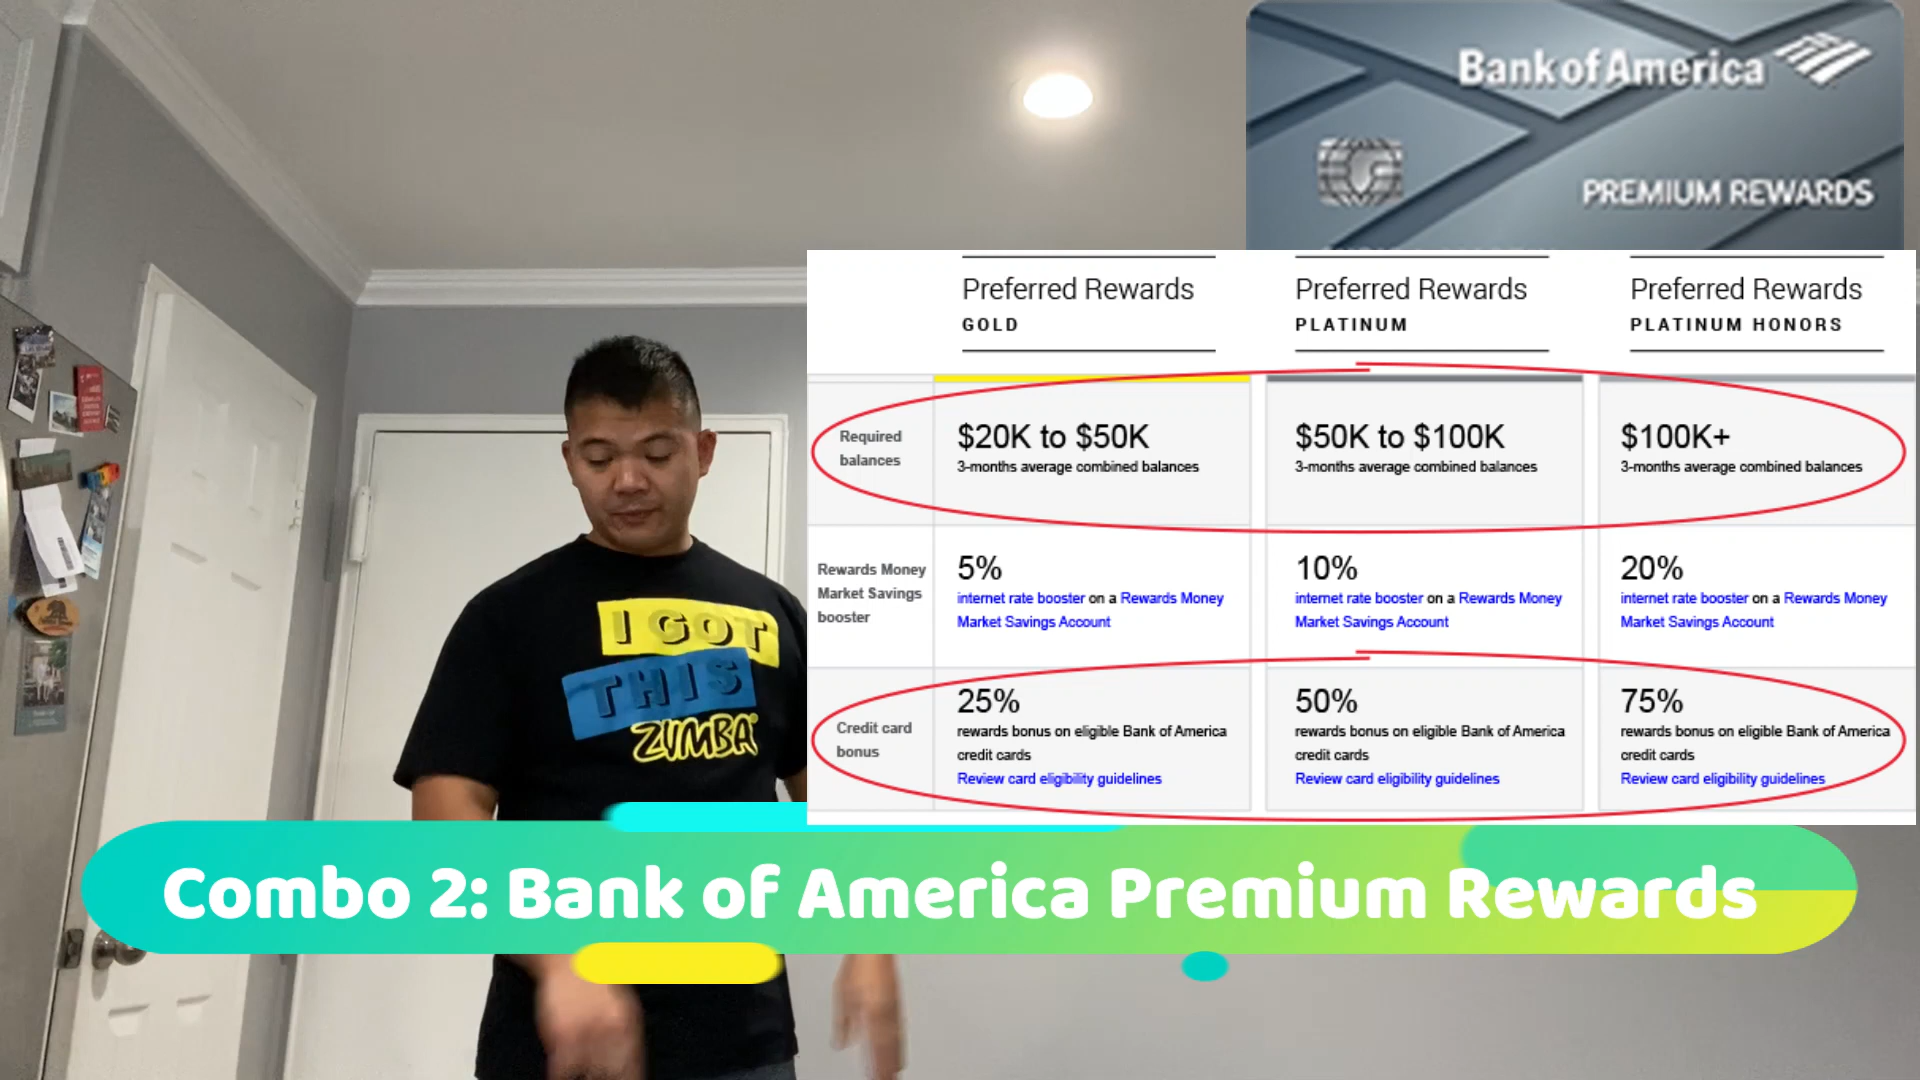 Bank of America
PREMIUM REWARDS
Preferred Rewards
GOLD
Preferred Rewards
PLATINUM
Preferred Rewards
PLATINUM HONORS
Required
balances
$20K to $50K
3-months average combined balances
$50K to $100K
3-months average combined balances
$100K+
3-months average combined balances
Rewards Money
Market Savings
booster
5%
internet rate booster on a Rewards Money
Market Savings Account
10%
internet rate booster on a Rewards Money
Market Savings Account
20%
internet rate booster on a Rewards Money
Market Savings Account
Credit card
bonus
25%
rewards bonus on eligible Bank of America
credit cards
Review card eligibility guidelines
50%
rewards bonus on eligible Bank of America
credit cards
Review card eligibility guidelines
75%
rewards bonus on eligible Bank of America
credit cards
Review card eligibility guidelines
I GOT
THIS
ZUMBA
Combo 2: Bank of America Premium Rewards